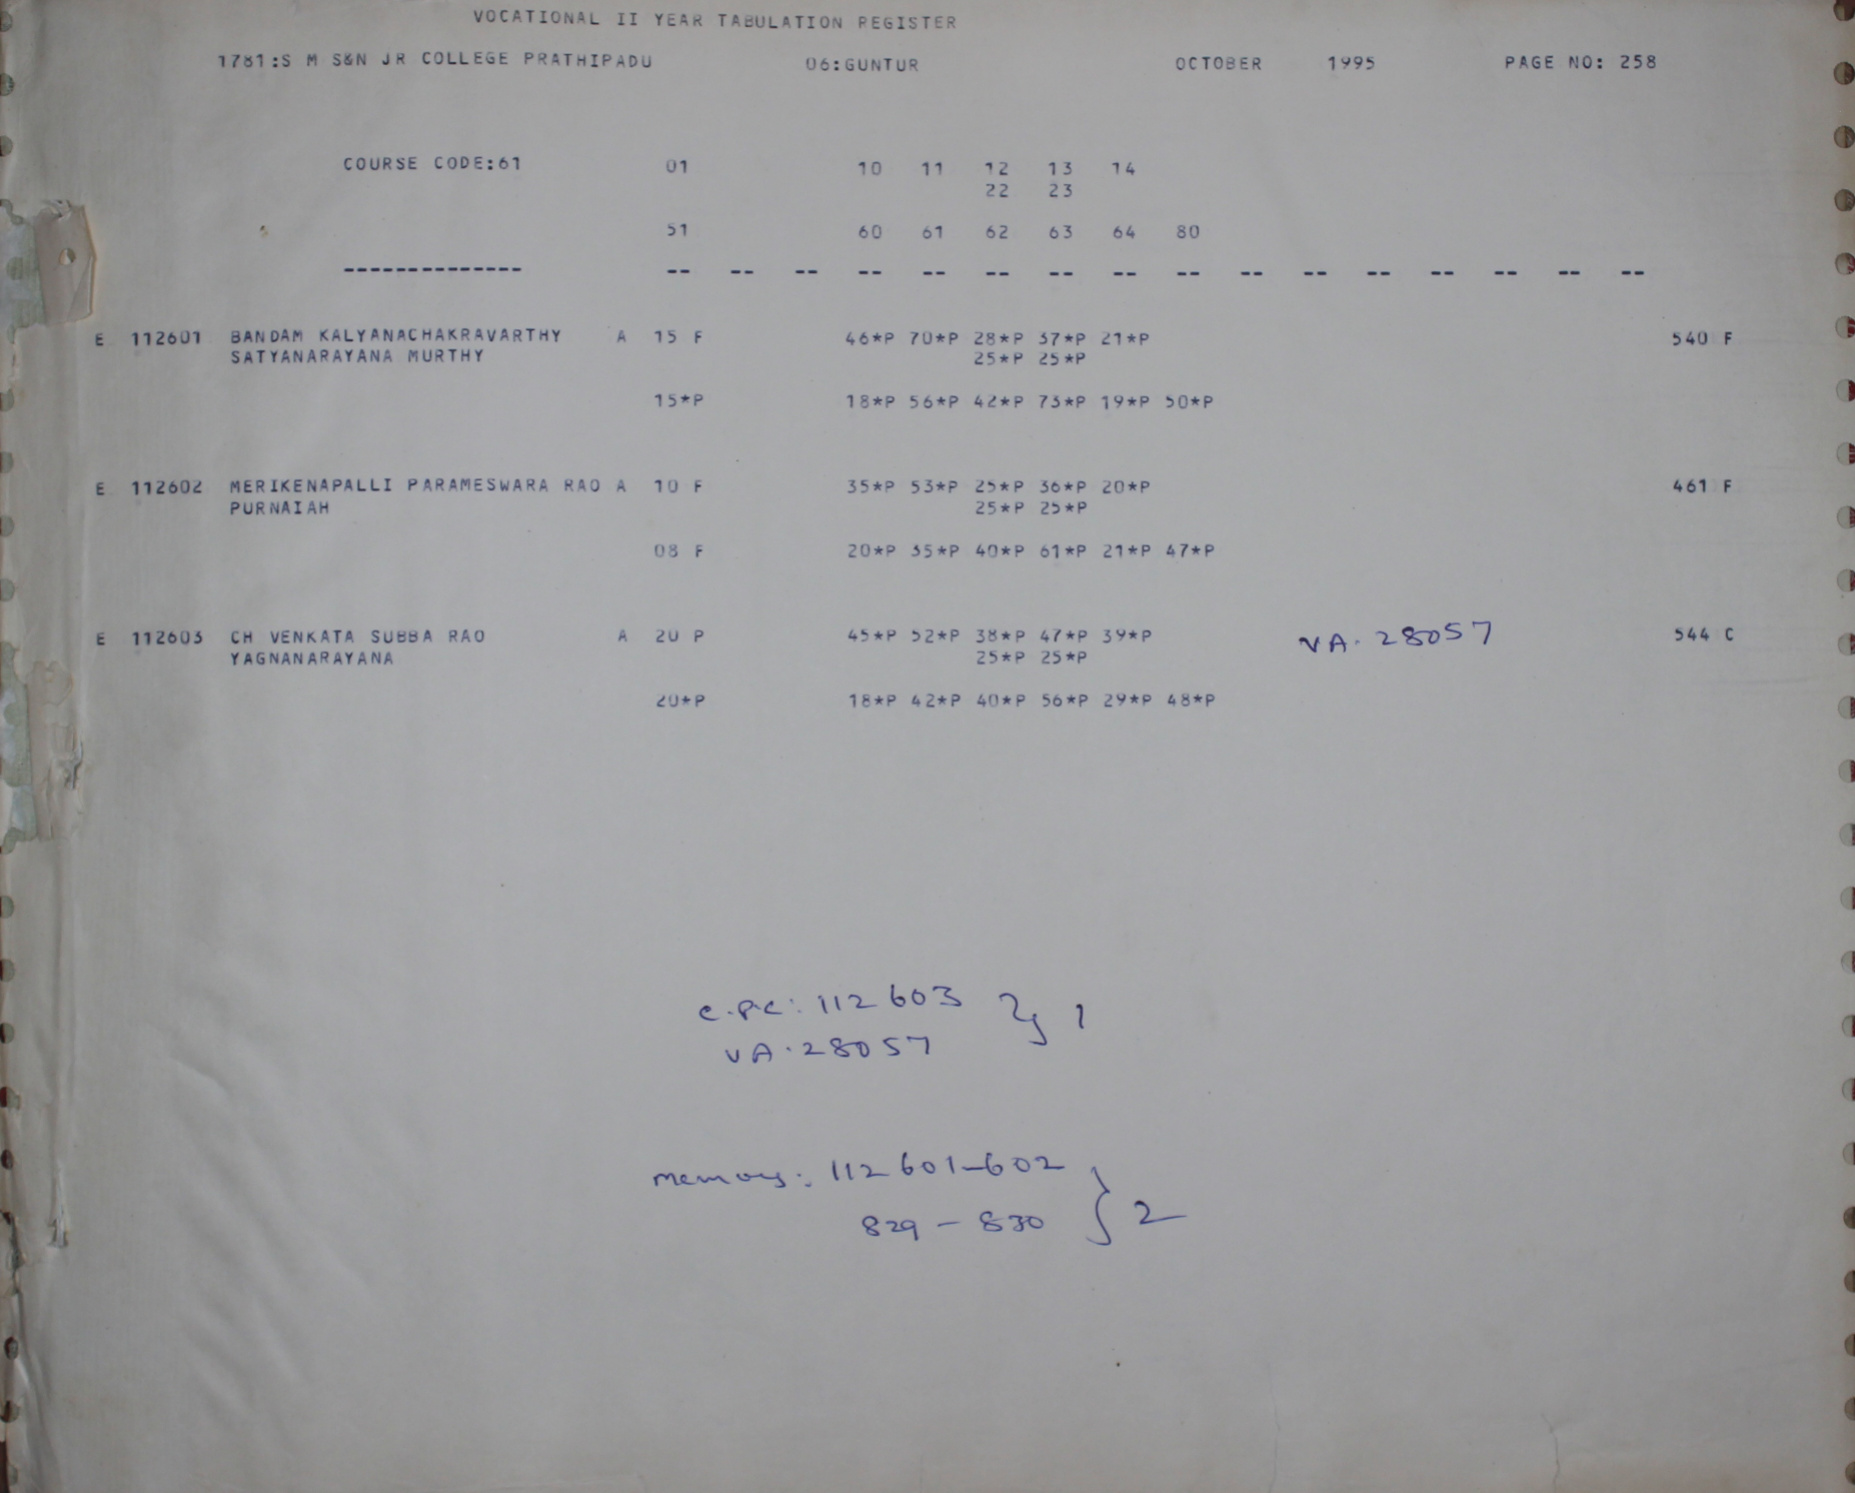 VOCATIONAL II YEAR TABULATION REGISTER
1781:S M S&N JR COLLEGE PRATHIPADU 06:GUNTUR OCTOBER 1995 PAGE NO: 258
COURSE CODE:61 01 10 11 12 13 14
22 23
51 60 61 62 63 64 80
-------------- -- -- -- -- -- -- -- -- -- -- -- -- -- -- -- --
E 112601 BANDAM KALYANACHAKRAVARTHY A 15 F 46*P 70*P 28*P 37*P 21*P 540 F
SATYANARAYANA MURTHY 25*P 25*P
15*P 18*P 56*P 42*P 73*P 19*P 50*P
E 112602 MERIKENAPALLI PARAMESWARA RAO A 10 F 35*P 53*P 25*P 36*P 20*P 461 F
PURNAIAH 25*P 25*P
08 F 20*P 35*P 40*P 61*P 21*P 47*P
E 112603 CH VENKATA SUBBA RAO A 20 P 45*P 52*P 38*P 47*P 39*P VA. 28057 544 C
YAGNANARAYANA 25*P 25*P
20*P 18*P 42*P 40*P 56*P 29*P 48*P
c.p.c: 112603 } 1
VA.28057
memory: 112601-602
829 - 830 } 2